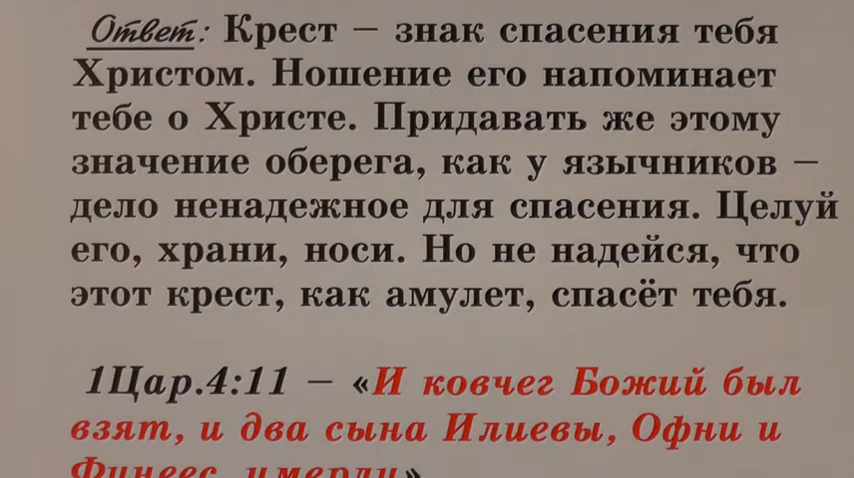 Ответ: Крест – знак спасения тебя
Христом. Ношение его напоминает
тебе о Христе. Придавать же этому
значение оберега, как у язычников –
дело ненадежное для спасения. Целуй
его, храни, носи. Но не надейся, что
этот крест, как амулет, спасёт тебя.
1Цар.4:11 – «И ковчег Божий был
взят, и два сына Илиевы, Офни и
Финеес, умерли»